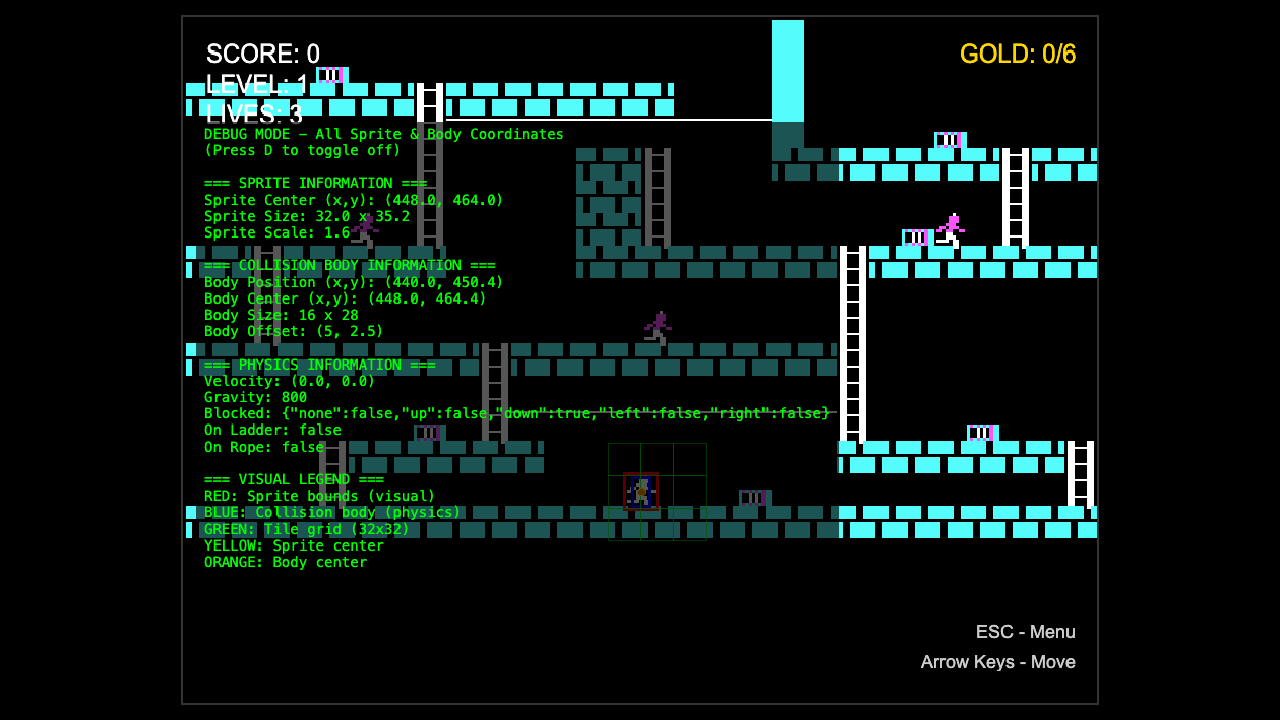 SCORE: 0
GOLD: 0/6
LEVEL: 1
LIVES: 3
DEBUG MODE – All Sprite & Body Coordinates
(Press D to toggle off)
=== SPRITE INFORMATION ===
Sprite Center (x,y): (448.0, 464.0)
Sprite Size: 32.0 x 35.2
Sprite Scale: 1.6
=== COLLISION BODY INFORMATION ===
Body Position (x,y): (440.0, 450.4)
Body Center (x,y): (448.0, 464.4)
Body Size: 16 x 28
Body Offset: (5, 2.5)
=== PHYSICS INFORMATION ===
Velocity: (0.0, 0.0)
Gravity: 800
Blocked: {"none":false,"up":false,"down":true,"left":false,"right":false}
On Ladder: false
On Rope: false
=== VISUAL LEGEND ===
RED: Sprite bounds (visual)
BLUE: Collision body (physics)
GREEN: Tile grid (32x32)
YELLOW: Sprite center
ORANGE: Body center
ESC - Menu
Arrow Keys - Move